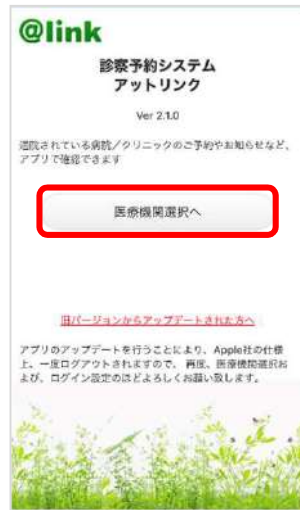 @link
診察予約システム
アットリンク
Ver 2.1.0
通院されている病院／クリニックのご予約やお知らせなど、
アプリで確認できます
医療機関選択へ
旧バージョンからアップデートされた方へ
アプリのアップデートを行うことにより、Apple社の仕様
上、一度ログアウトされますので、再度、医療機関選択お
よび、ログイン設定のほどよろしくお願い致します。